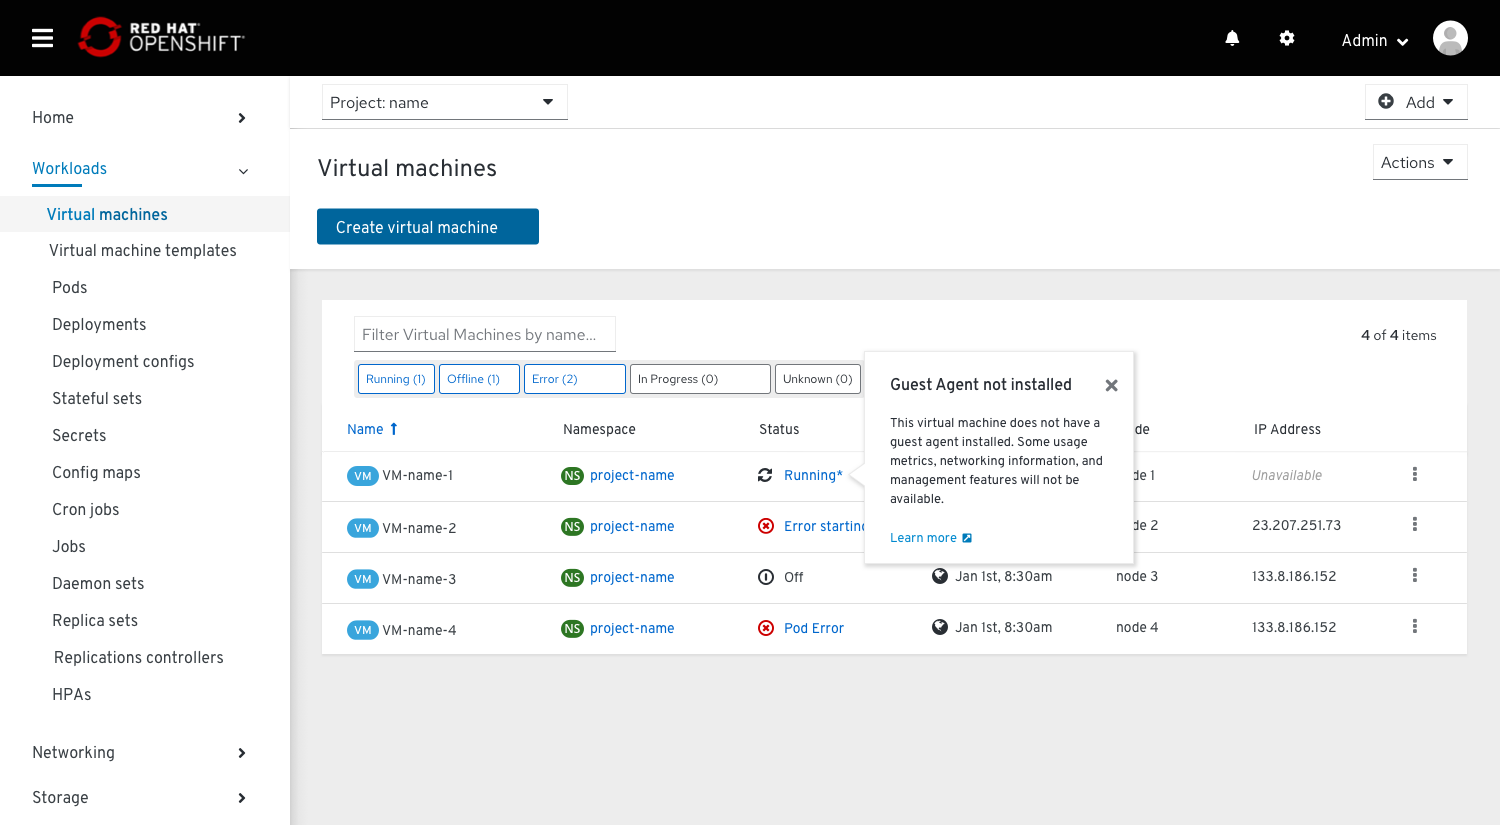 RED HAT
OPENSHIFT
Admin
Home
Workloads
Virtual machines
Virtual machine templates
Pods
Deployments
Deployment configs
Stateful sets
Secrets
Config maps
Cron jobs
Jobs
Daemon sets
Replica sets
Replications controllers
HPAs
Networking
Storage
Project: name
Add
Virtual machines
Actions
Create virtual machine
Filter Virtual Machines by name...
4 of 4 items
Running (1) Offline (1) Error (2) In Progress (0) Unknown (0)
Name Namespace Status de IP Address
VM VM-name-1 NS project-name Running* de 1 Unavailable
VM VM-name-2 NS project-name Error starting de 2 23.207.251.73
VM VM-name-3 NS project-name Off Jan 1st, 8:30am node 3 133.8.186.152
VM VM-name-4 NS project-name Pod Error Jan 1st, 8:30am node 4 133.8.186.152
Guest Agent not installed
This virtual machine does not have a
guest agent installed. Some usage
metrics, networking information, and
management features will not be
available.
Learn more